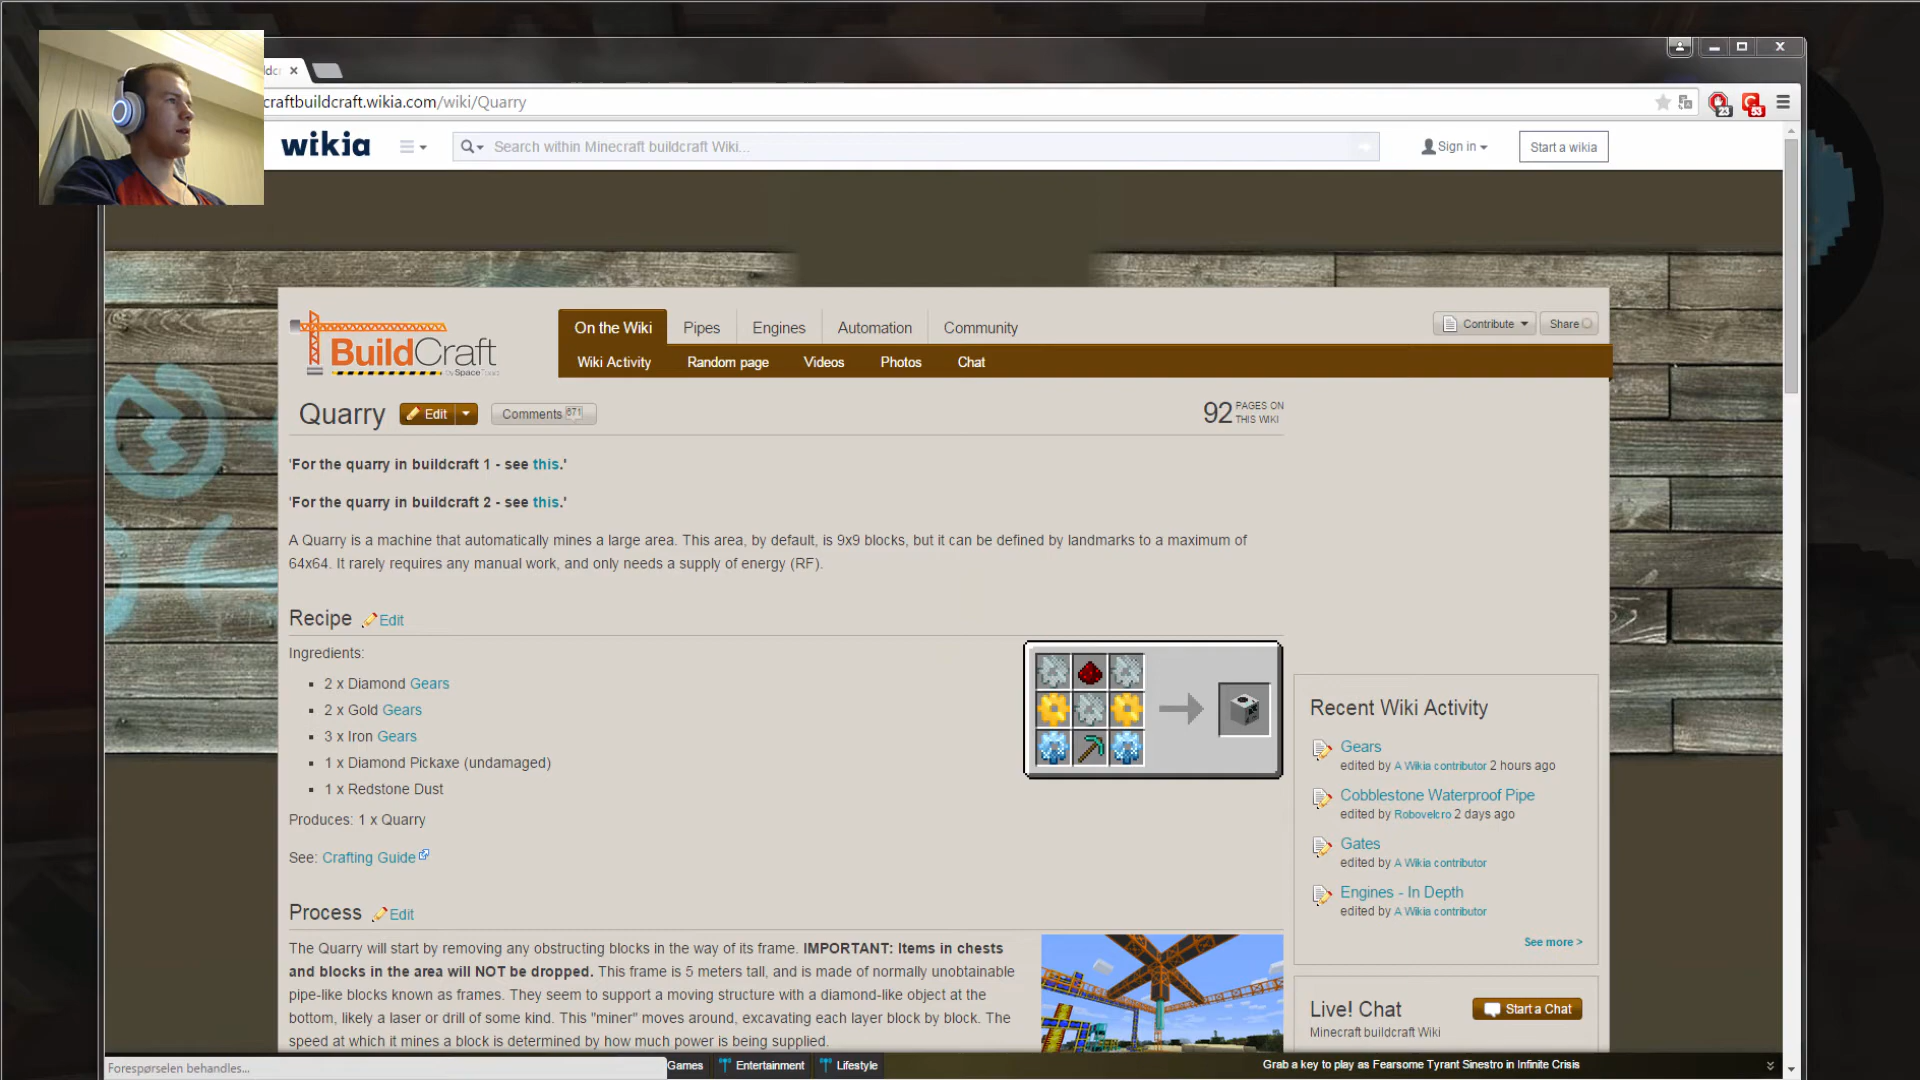 craftbuildcraft.wikia.com/wiki/Quarry
23
53
wikia
Search within Minecraft buildcraft Wiki...
Sign in
Start a wikia
BuildCraft
On the Wiki
Pipes
Engines
Automation
Community
Contribute
Share
Wiki Activity
Random page
Videos
Photos
Chat
Quarry
Edit
Comments 671
92 PAGES ON
THIS WIKI
'For the quarry in buildcraft 1 - see this.'
'For the quarry in buildcraft 2 - see this.'
A Quarry is a machine that automatically mines a large area. This area, by default, is 9x9 blocks, but it can be defined by landmarks to a maximum of
64x64. It rarely requires any manual work, and only needs a supply of energy (RF).
Recipe Edit
Ingredients:
2 x Diamond Gears
2 x Gold Gears
3 x Iron Gears
1 x Diamond Pickaxe (undamaged)
1 x Redstone Dust
Produces: 1 x Quarry
See: Crafting Guide
Process Edit
The Quarry will start by removing any obstructing blocks in the way of its frame. IMPORTANT: Items in chests
and blocks in the area will NOT be dropped. This frame is 5 meters tall, and is made of normally unobtainable
pipe-like blocks known as frames. They seem to support a moving structure with a diamond-like object at the
bottom, likely a laser or drill of some kind. This "miner" moves around, excavating each layer block by block. The
speed at which it mines a block is determined by how much power is being supplied.
Recent Wiki Activity
Gears
edited by A Wikia contributor 2 hours ago
Cobblestone Waterproof Pipe
edited by Robovelcro 2 days ago
Gates
edited by A Wikia contributor
Engines - In Depth
edited by A Wikia contributor
See more >
Live! Chat
Start a Chat
Minecraft buildcraft Wiki
Forespørselen behandles...
Games
Entertainment
Lifestyle
Grab a key to play as Fearsome Tyrant Sinestro in Infinite Crisis